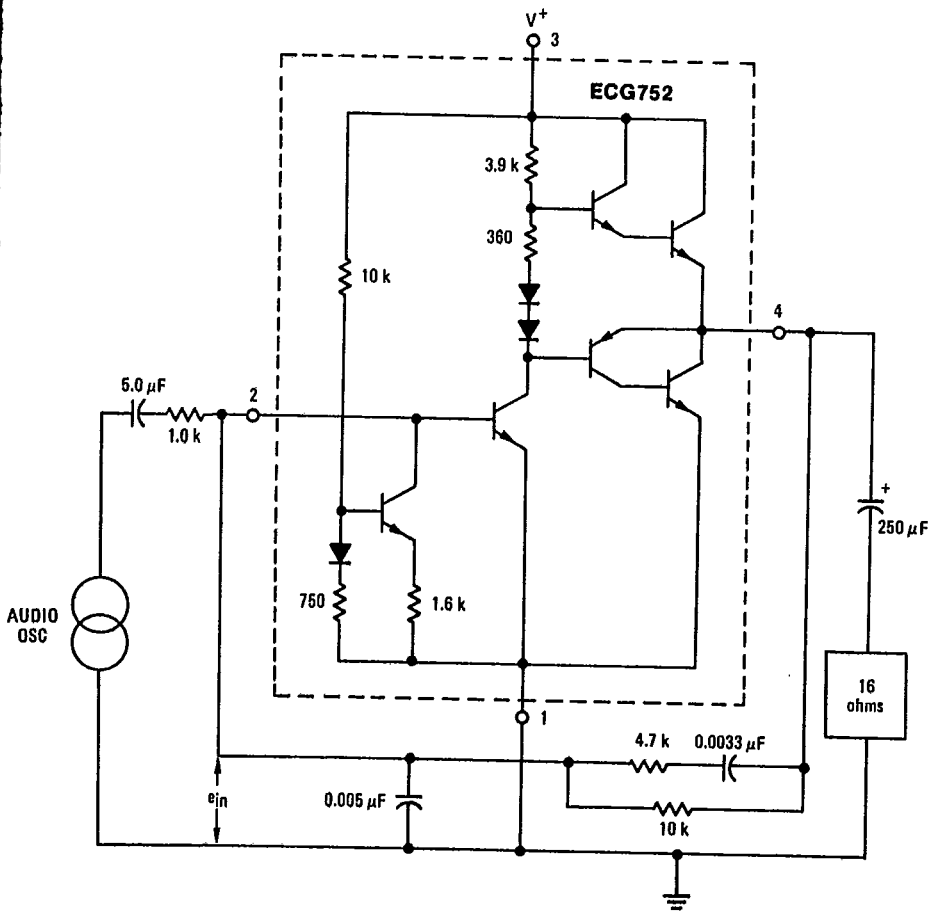 V+
3
ECG752
3.9 k
360
10 k
4
5.0 µF
2
1.0 k
+
250 µF
750
1.6 k
AUDIO
OSC
16
ohms
1
4.7 k
0.0033 µF
ein
0.005 µF
10 k